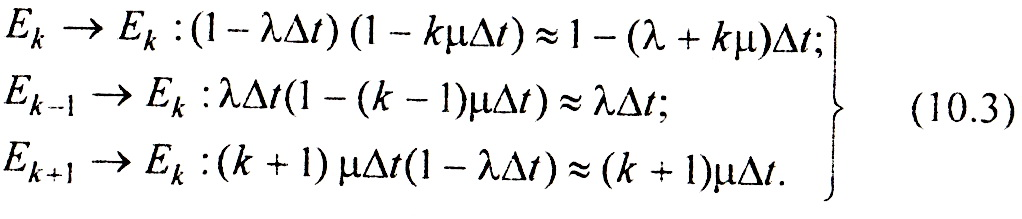 E_k → E_k : (1 – λΔt) (1 – kμΔt) ≈ 1 – (λ + kμ)Δt;
E_{k–1} → E_k : λΔt(1 – (k – 1)μΔt) ≈ λΔt; (10.3)
E_{k+1} → E_k : (k + 1) μΔt(1 – λΔt) ≈ (k + 1)μΔt.